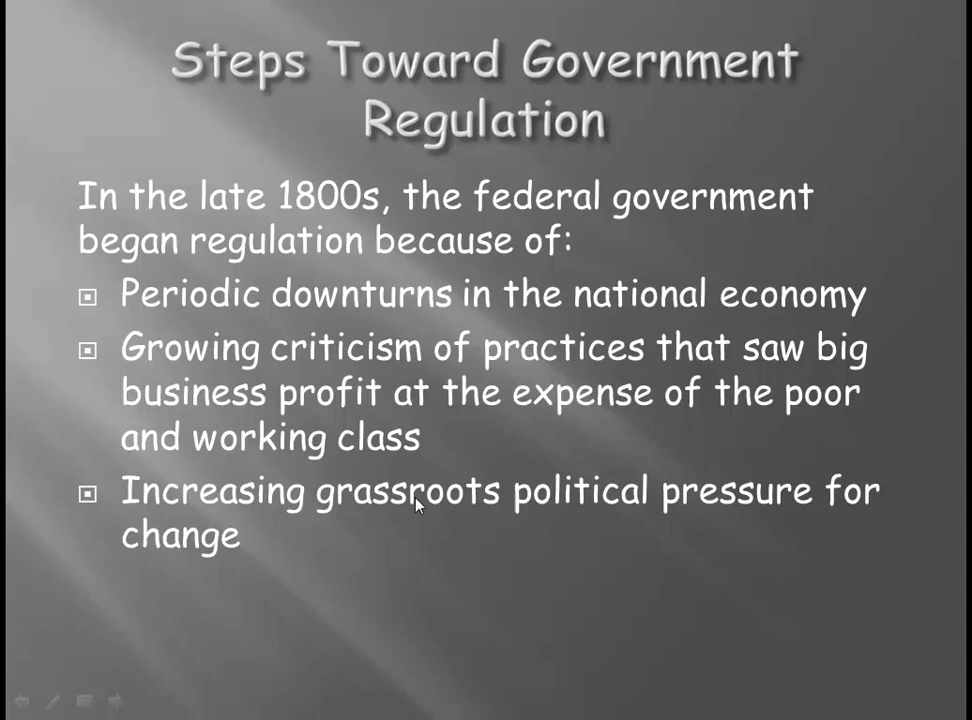 Steps Toward Government
Regulation
In the late 1800s, the federal government
began regulation because of:
Periodic downturns in the national economy
Growing criticism of practices that saw big
business profit at the expense of the poor
and working class
Increasing grassroots political pressure for
change